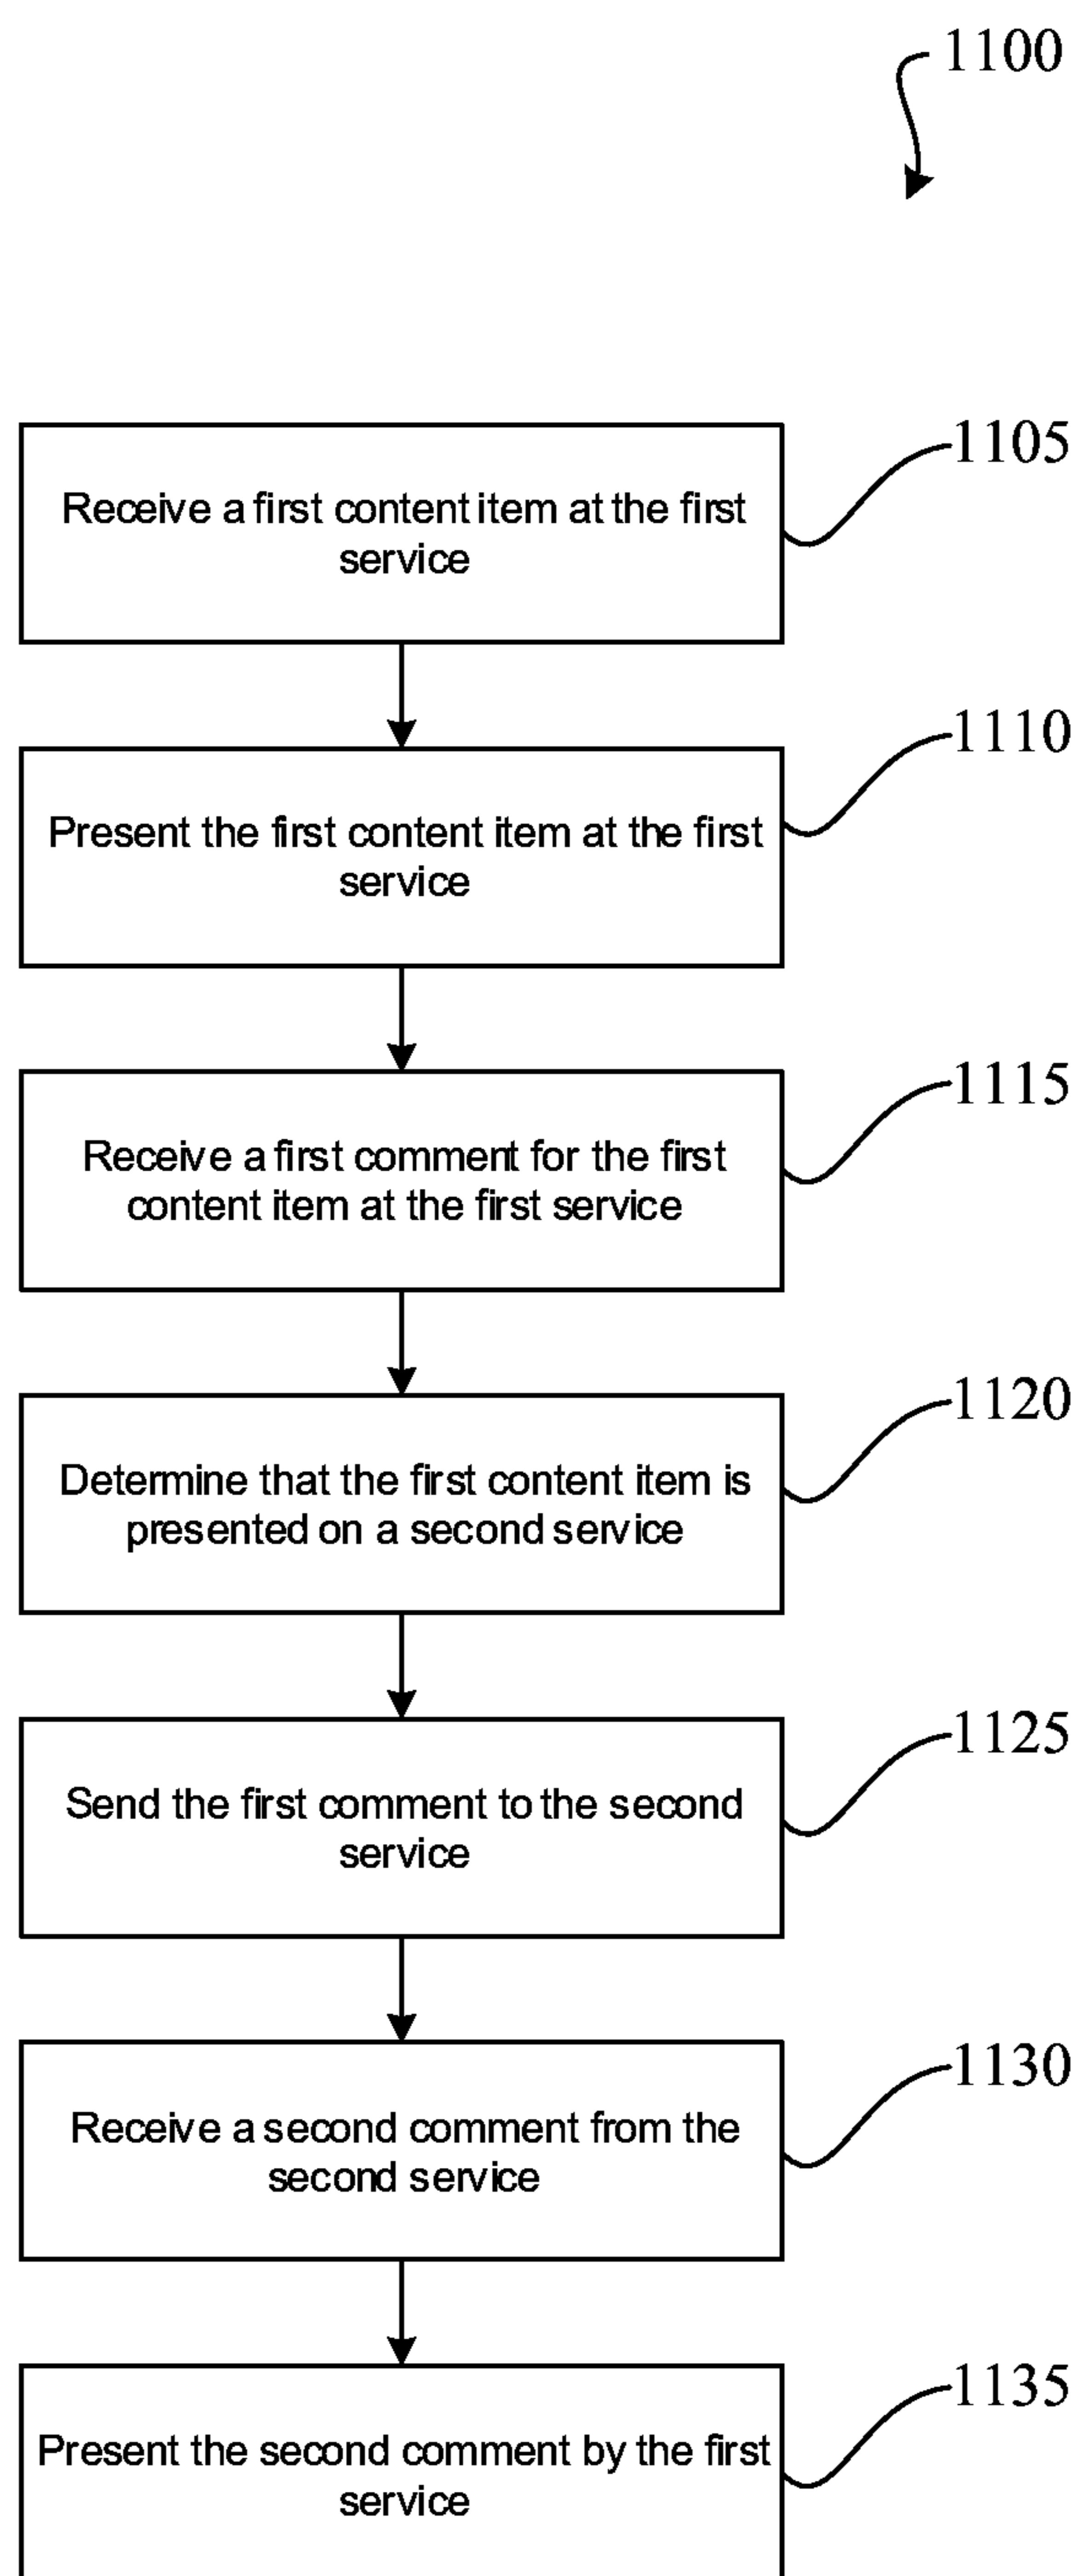 1100
1105
Receive a first content item at the first
service
1110
Present the first content item at the first
service
1115
Receive a first comment for the first
content item at the first service
1120
Determine that the first content item is
presented on a second service
1125
Send the first comment to the second
service
1130
Receive a second comment from the
second service
1135
Present the second comment by the first
service